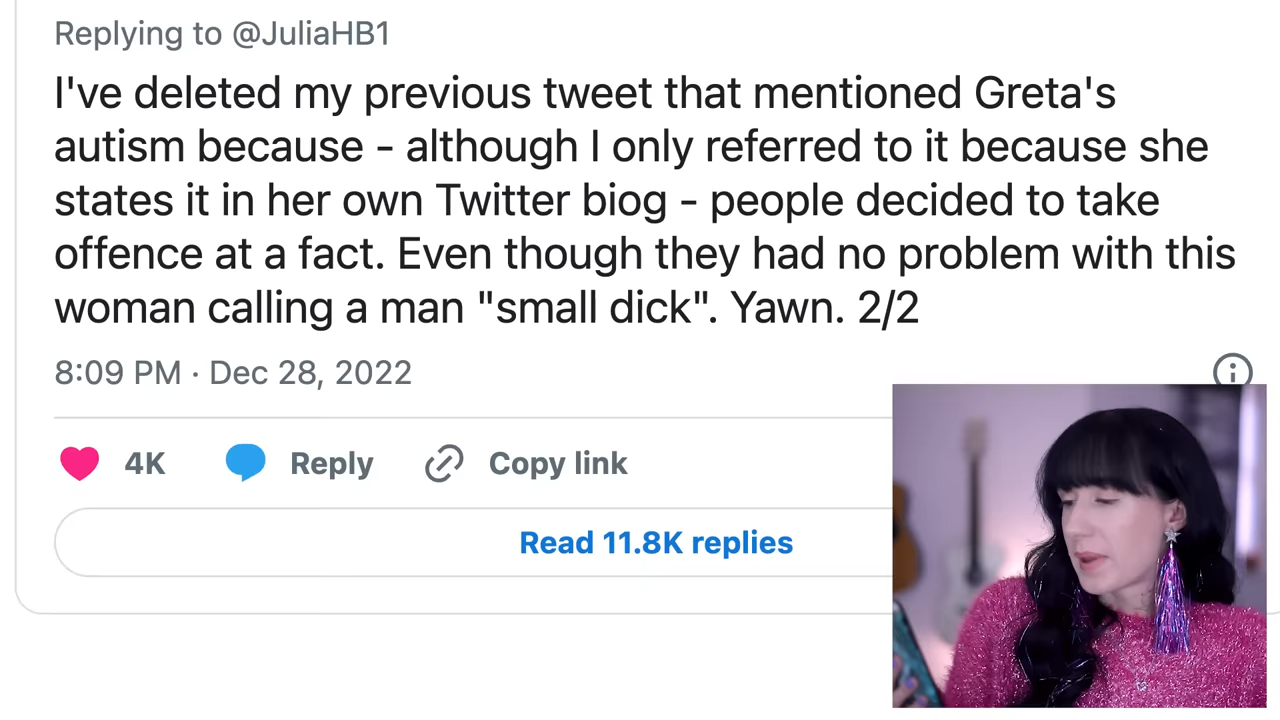 Replying to @JuliaHB1
I've deleted my previous tweet that mentioned Greta's
autism because - although I only referred to it because she
states it in her own Twitter biog - people decided to take
offence at a fact. Even though they had no problem with this
woman calling a man "small dick". Yawn. 2/2
8:09 PM · Dec 28, 2022
4K Reply Copy link
Read 11.8K replies